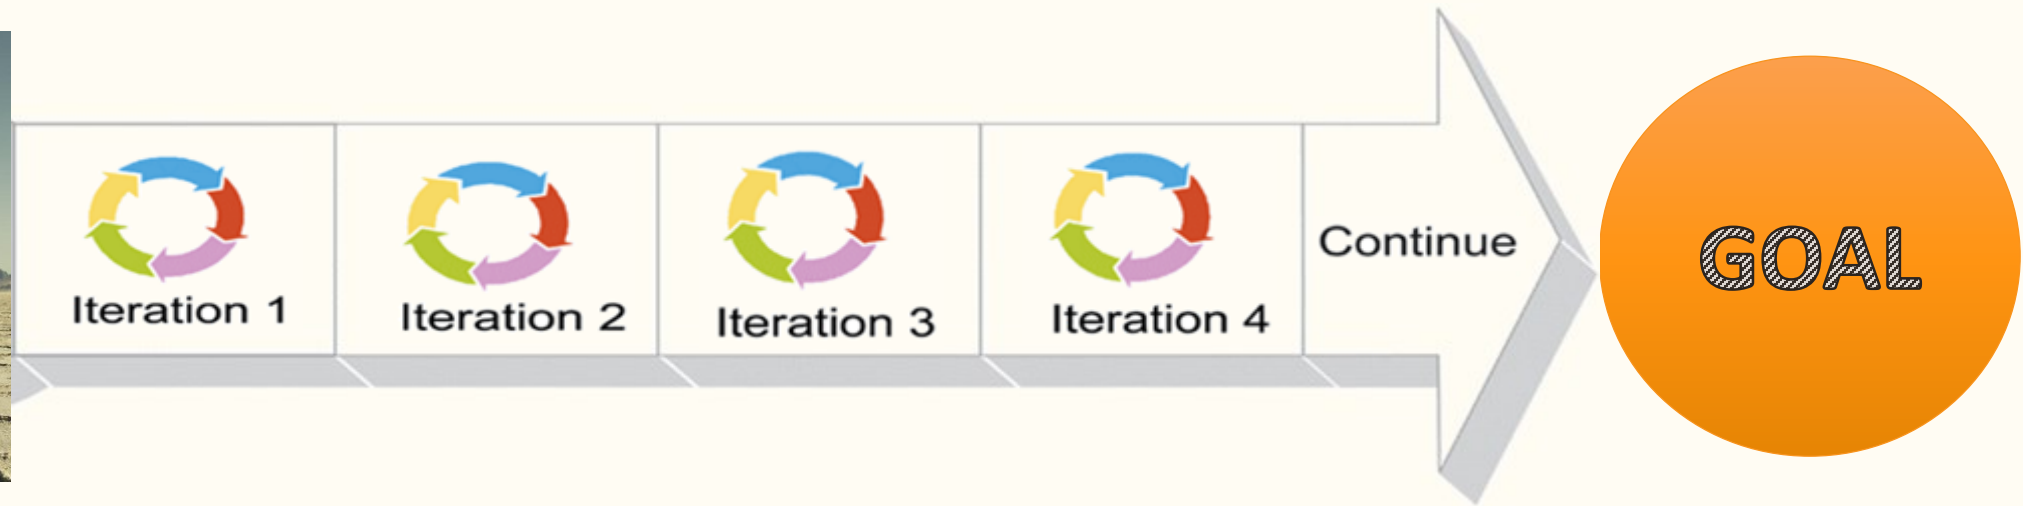 Iteration 1
Iteration 2
Iteration 3
Iteration 4
Continue
GOAL